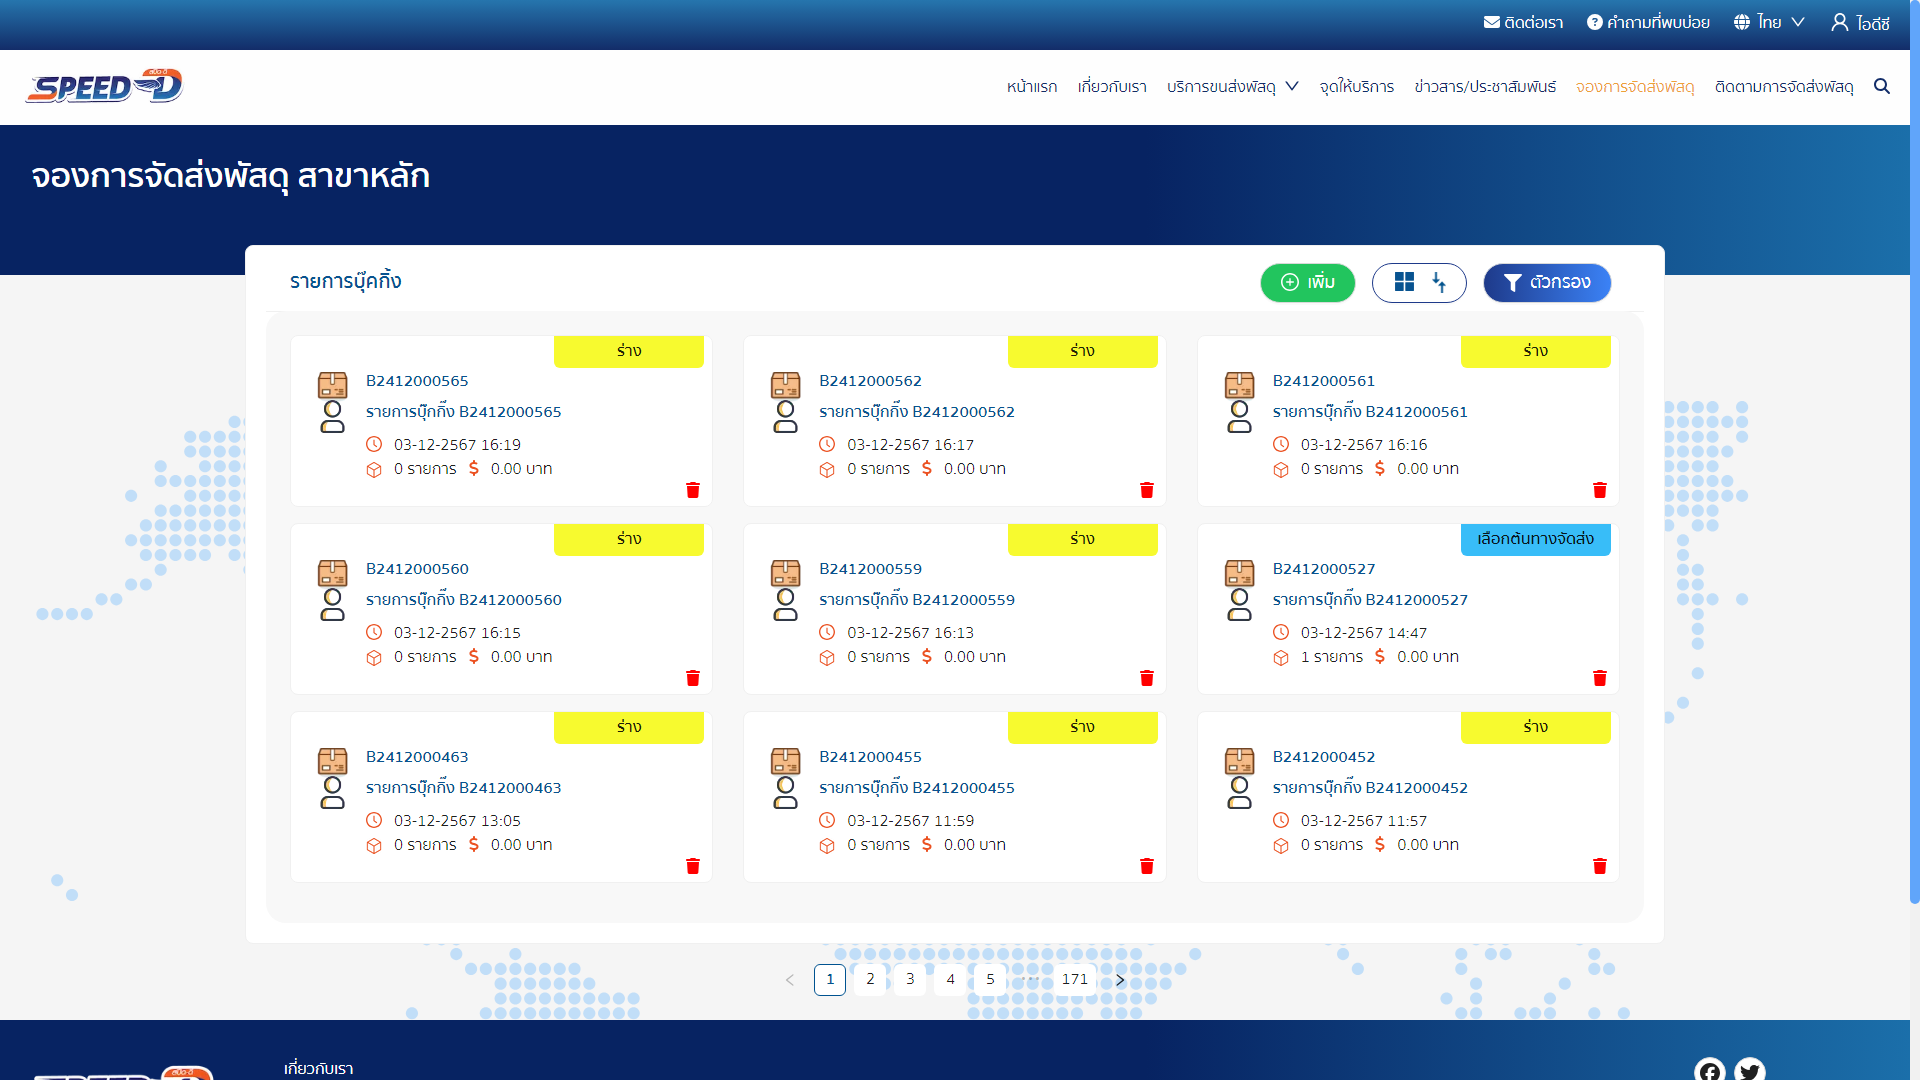 ติดต่อเรา คำถามที่พบบ่อย ไทย ไอดีซี
สปีด-ดี
SPEED-D
หน้าแรก เกี่ยวกับเรา บริการขนส่งพัสดุ จุดให้บริการ ข่าวสาร/ประชาสัมพันธ์ จองการจัดส่งพัสดุ ติดตามการจัดส่งพัสดุ
จองการจัดส่งพัสดุ สาขาหลัก
รายการบุ๊คกิ้ง เพิ่ม ตัวกรอง
ร่าง
B2412000565
รายการบุ๊กกิ๊ง B2412000565
03-12-2567 16:19
0 รายการ 0.00 บาท
ร่าง
B2412000562
รายการบุ๊กกิ๊ง B2412000562
03-12-2567 16:17
0 รายการ 0.00 บาท
ร่าง
B2412000561
รายการบุ๊กกิ๊ง B2412000561
03-12-2567 16:16
0 รายการ 0.00 บาท
ร่าง
B2412000560
รายการบุ๊กกิ๊ง B2412000560
03-12-2567 16:15
0 รายการ 0.00 บาท
ร่าง
B2412000559
รายการบุ๊กกิ๊ง B2412000559
03-12-2567 16:13
0 รายการ 0.00 บาท
เลือกต้นทางจัดส่ง
B2412000527
รายการบุ๊กกิ๊ง B2412000527
03-12-2567 14:47
1 รายการ 0.00 บาท
ร่าง
B2412000463
รายการบุ๊กกิ๊ง B2412000463
03-12-2567 13:05
0 รายการ 0.00 บาท
ร่าง
B2412000455
รายการบุ๊กกิ๊ง B2412000455
03-12-2567 11:59
0 รายการ 0.00 บาท
ร่าง
B2412000452
รายการบุ๊กกิ๊ง B2412000452
03-12-2567 11:57
0 รายการ 0.00 บาท
1 2 3 4 5 ••• 171
เกี่ยวกับเรา